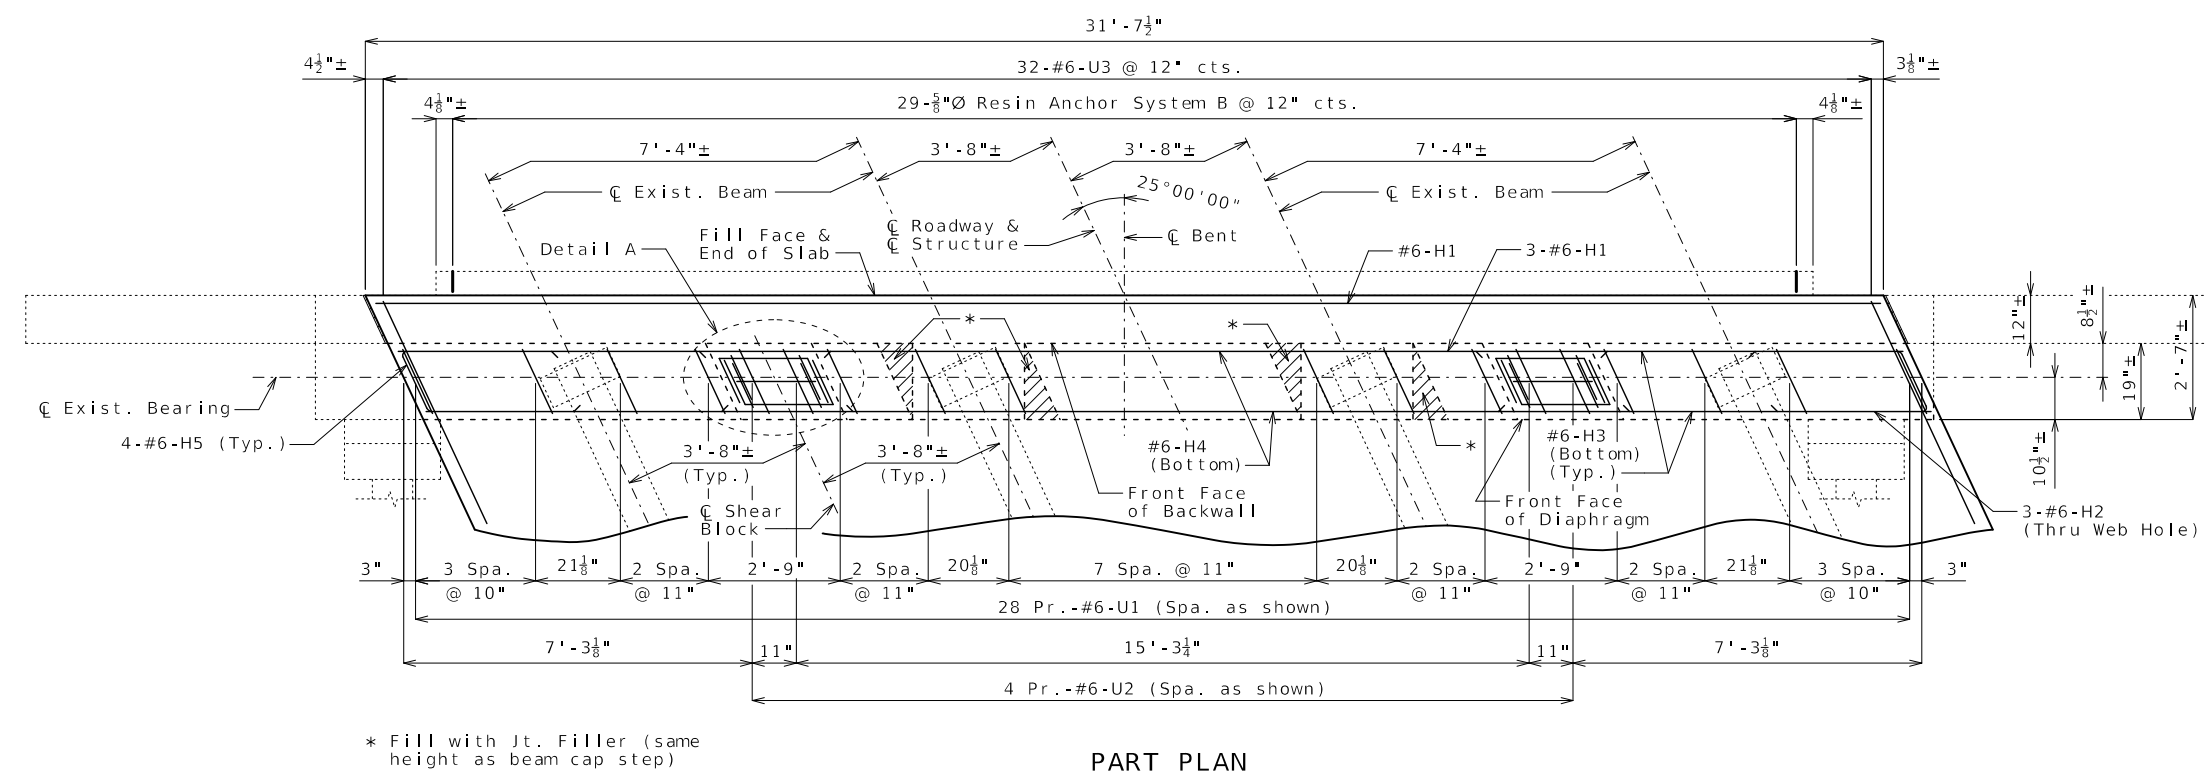 31'-7½"
4½"±
32-#6-U3 @ 12" cts.
3⅛"±
4⅛"±
29-⅝"Ø Resin Anchor System B @ 12" cts.
4⅛"±
7'-4"±
3'-8"±
3'-8"±
7'-4"±
℄ Exist. Beam
25°00'00"
℄ Exist. Beam
Detail A
Fill Face &
End of Slab
℄ Roadway &
℄ Structure
℄ Bent
#6-H1
3-#6-H1
*
*
12"±
8½"±
19"±
2'-7"±
10½"±
℄ Exist. Bearing
4-#6-H5 (Typ.)
3'-8"±
(Typ.)
3'-8"±
(Typ.)
#6-H4
(Bottom)
#6-H3
(Bottom)
(Typ.)
*
℄ Shear
Block
Front Face
of Backwall
Front Face
of Diaphragm
3-#6-H2
(Thru Web Hole)
3"
3 Spa.
@ 10"
21⅛"
2 Spa.
@ 11"
2'-9"
2 Spa.
@ 11"
20⅛"
7 Spa. @ 11"
20⅛"
2 Spa.
@ 11"
2'-9"
2 Spa.
@ 11"
21⅛"
3 Spa.
@ 10"
3"
28 Pr.-#6-U1 (Spa. as shown)
7'-3⅛"
11"
15'-3¼"
11"
7'-3⅛"
4 Pr.-#6-U2 (Spa. as shown)
* Fill with Jt. Filler (same
height as beam cap step)
PART PLAN